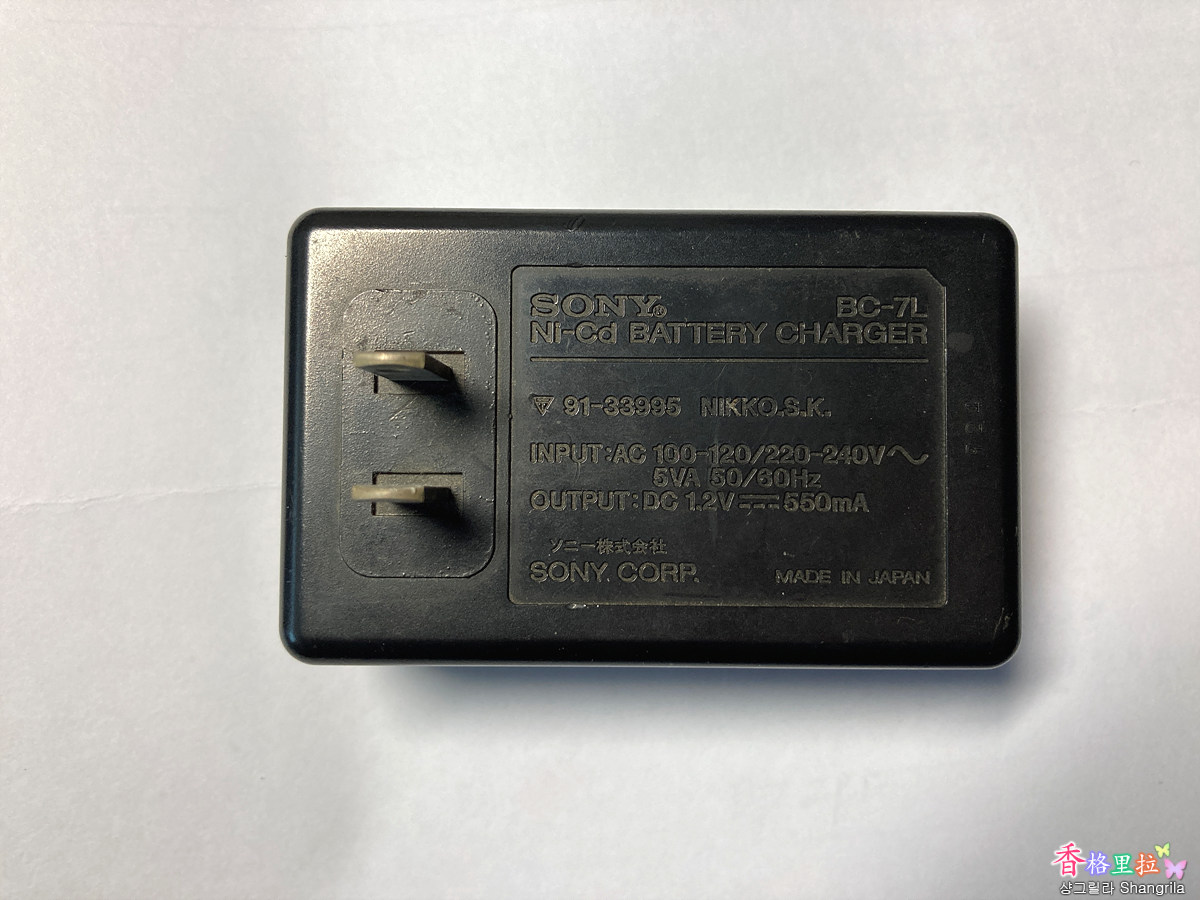 SONY® BC-7L
Ni-Cd BATTERY CHARGER
91-33995 NIKKO.S.K.
INPUT:AC 100-120/220-240V
5VA 50/60Hz
OUTPUT:DC 1.2V 550mA
ソニー株式会社
SONY. CORP. MADE IN JAPAN
香格里拉
샹그릴라 Shangrila